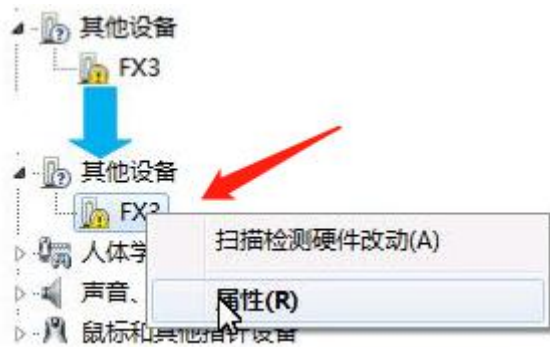 其他设备
FX3
其他设备
FX3
扫描检测硬件改动(A)
人体学
声音、
属性(R)
鼠标和其他指针设备